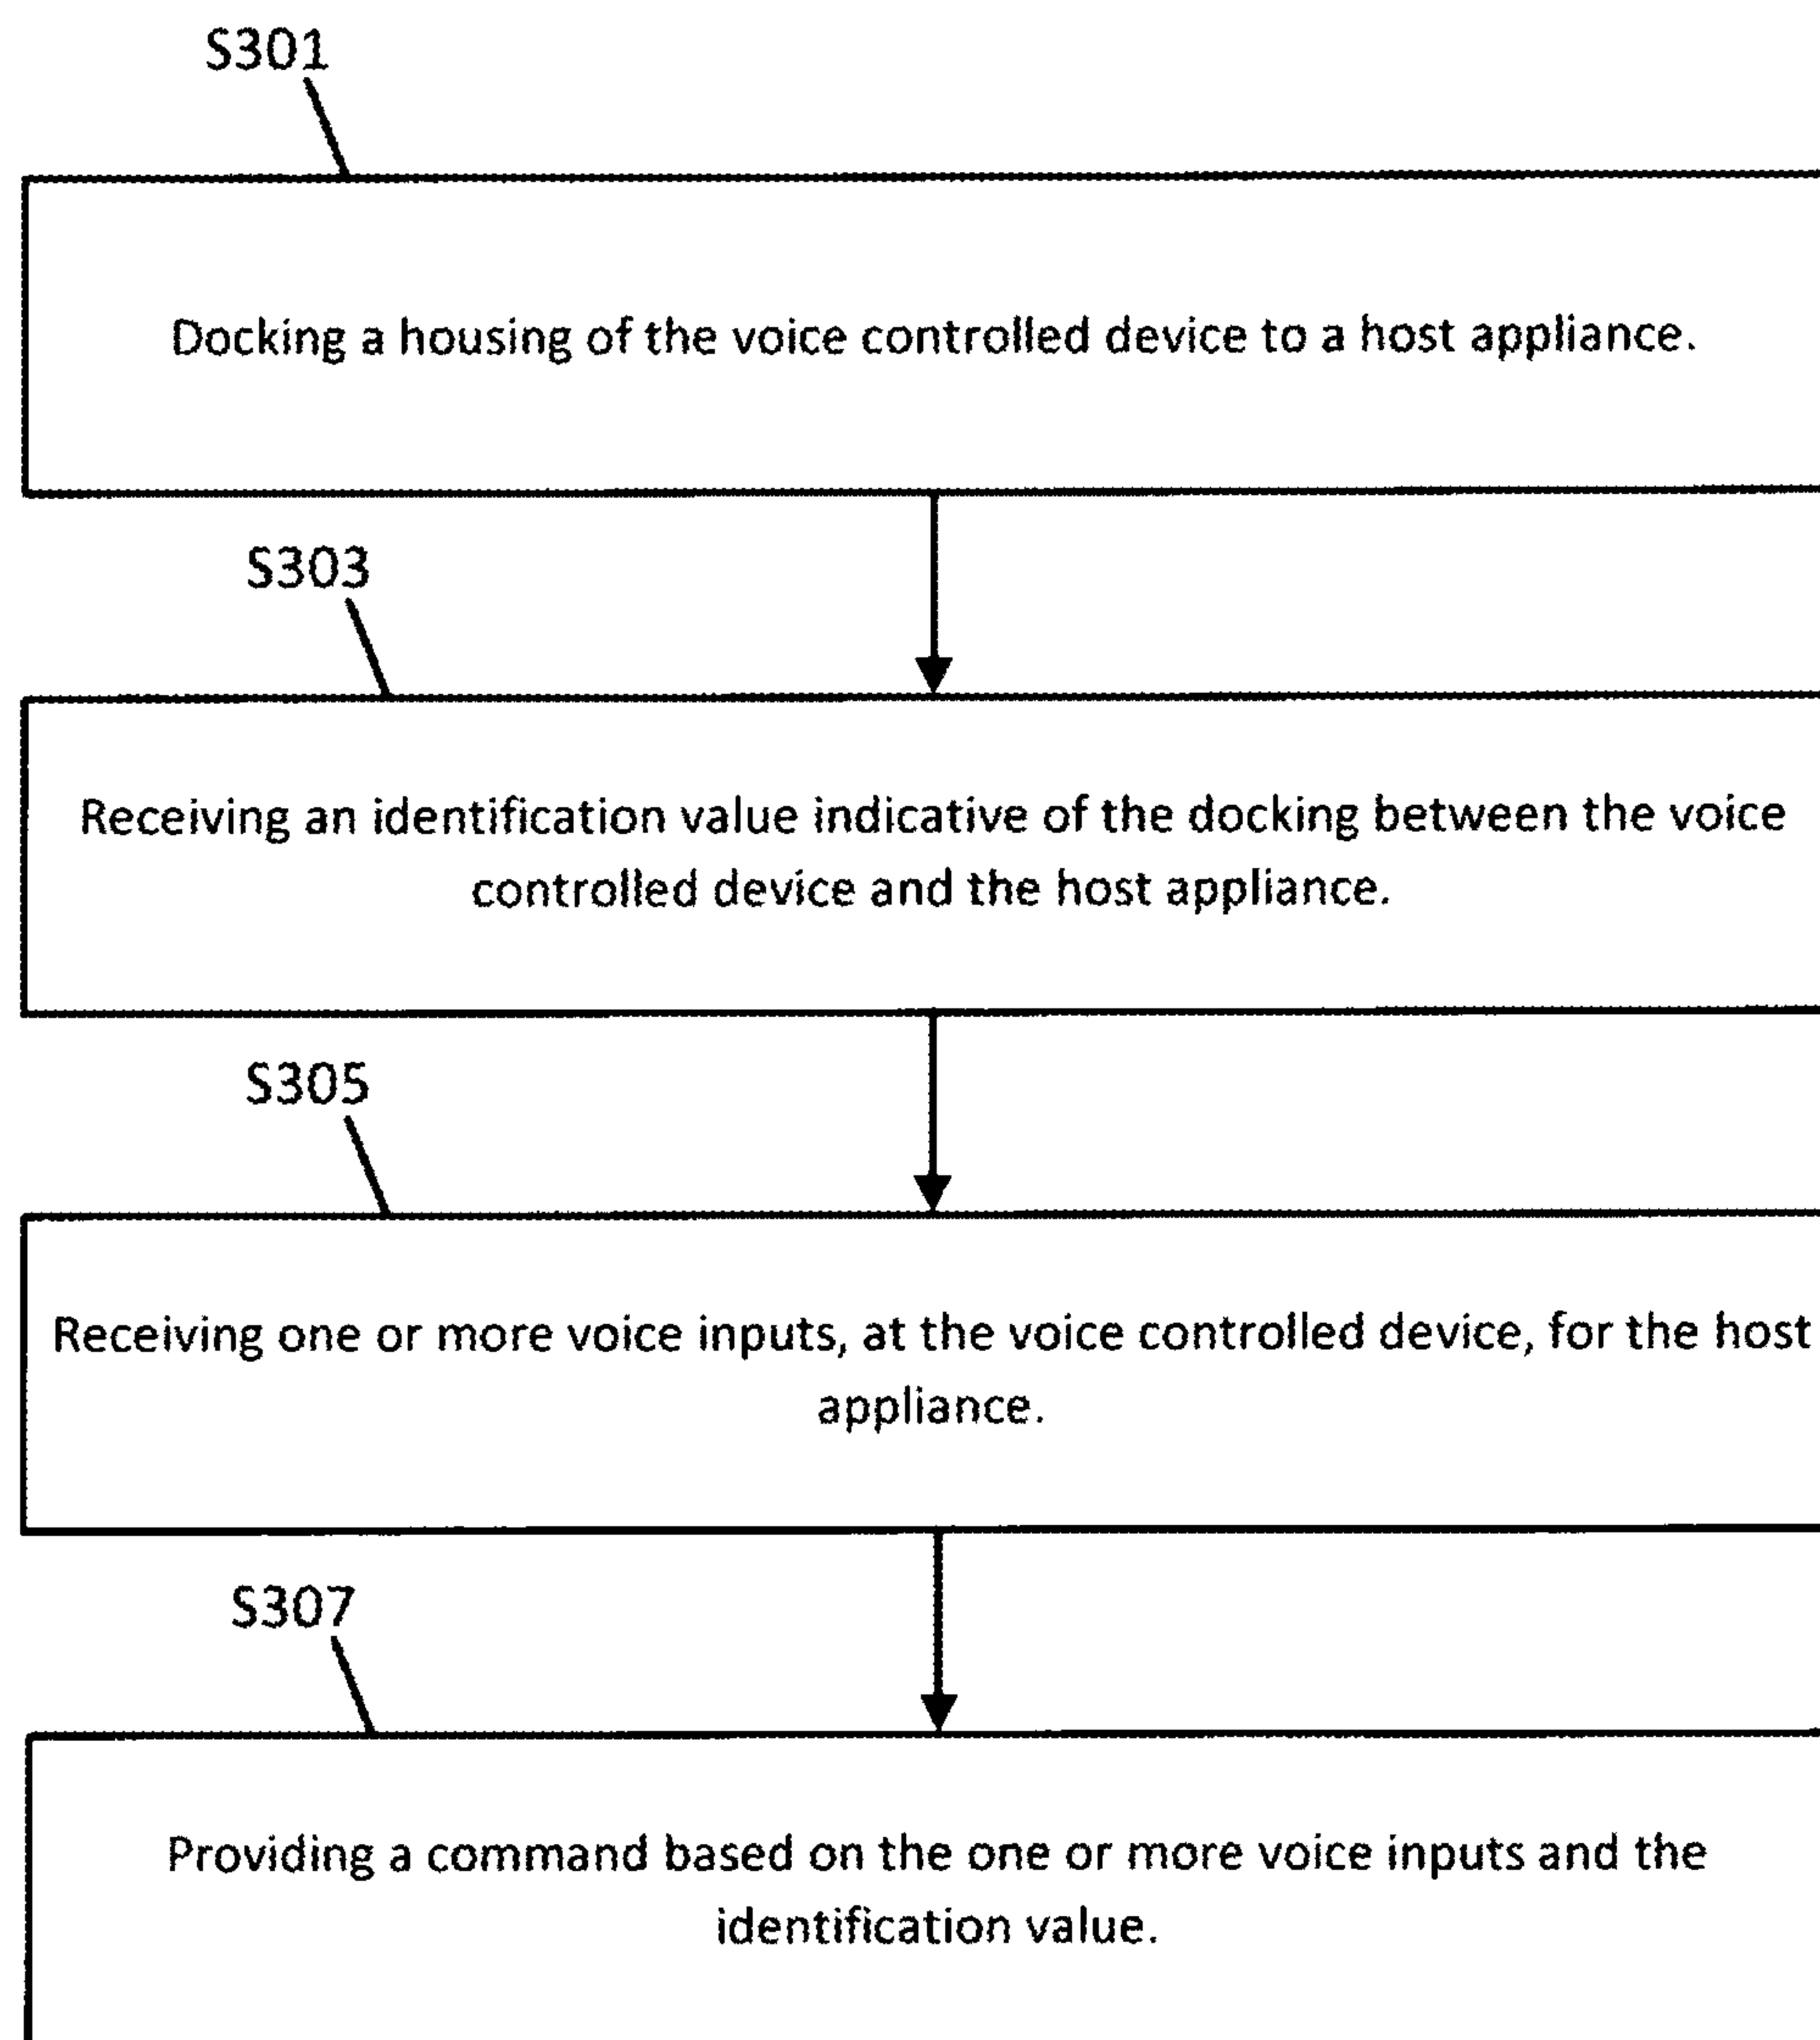 S301
Docking a housing of the voice controlled device to a host appliance.
S303
Receiving an identification value indicative of the docking between the voice
controlled device and the host appliance.
S305
Receiving one or more voice inputs, at the voice controlled device, for the host
appliance.
S307
Providing a command based on the one or more voice inputs and the
identification value.